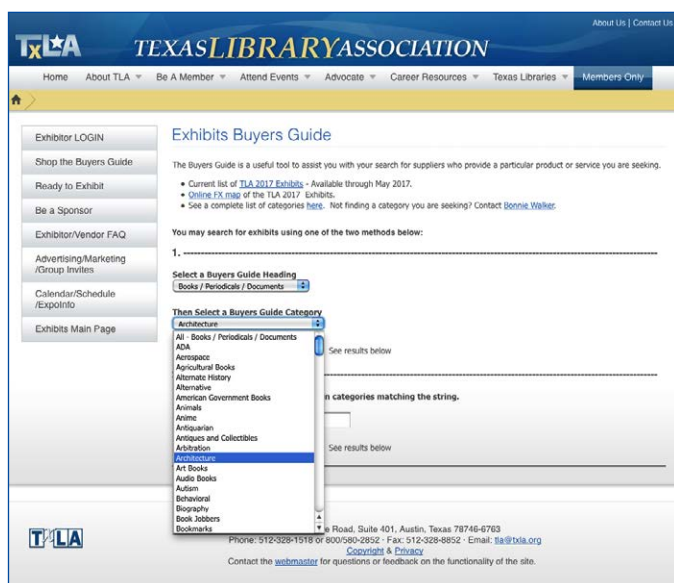 About Us | Contact Us
TxLA TEXAS LIBRARY ASSOCIATION
Home About TLA Be A Member Attend Events Advocate Career Resources Texas Libraries Members Only
Exhibitor LOGIN
Shop the Buyers Guide
Ready to Exhibit
Be a Sponsor
Exhibitor/Vendor FAQ
Advertising/Marketing
/Group Invites
Calendar/Schedule
/ExpoInfo
Exhibits Main Page
Exhibits Buyers Guide
The Buyers Guide is a useful tool to assist you with your search for suppliers who provide a particular product or service you are seeking.
• Current list of TLA 2017 Exhibits - Available through May 2017.
• Online FX map of the TLA 2017 Exhibits.
• See a complete list of categories here. Not finding a category you are seeking? Contact Bonnie Walker.
You may search for exhibits using one of the two methods below:
1. 
Select a Buyers Guide Heading
Books / Periodicals / Documents
Then Select a Buyers Guide Category
Architecture
All - Books / Periodicals / Documents
ADA
Aerospace
Agricultural Books
Alternate History
Alternative
American Government Books
Animals
Anime
Antiquarian
Antiques and Collectibles
Arbitration
Architecture
Art Books
Audio Books
Autism
Behavioral
Biography
Book Jobbers
Bookmarks
See results below
n categories matching the string.
See results below
TxLA
e Road, Suite 401, Austin, Texas 78746-6763
Phone: 512-328-1518 or 800/580-2852 · Fax: 512-328-8852 · Email: tla@txla.org
Copyright & Privacy
Contact the webmaster for questions or feedback on the functionality of the site.